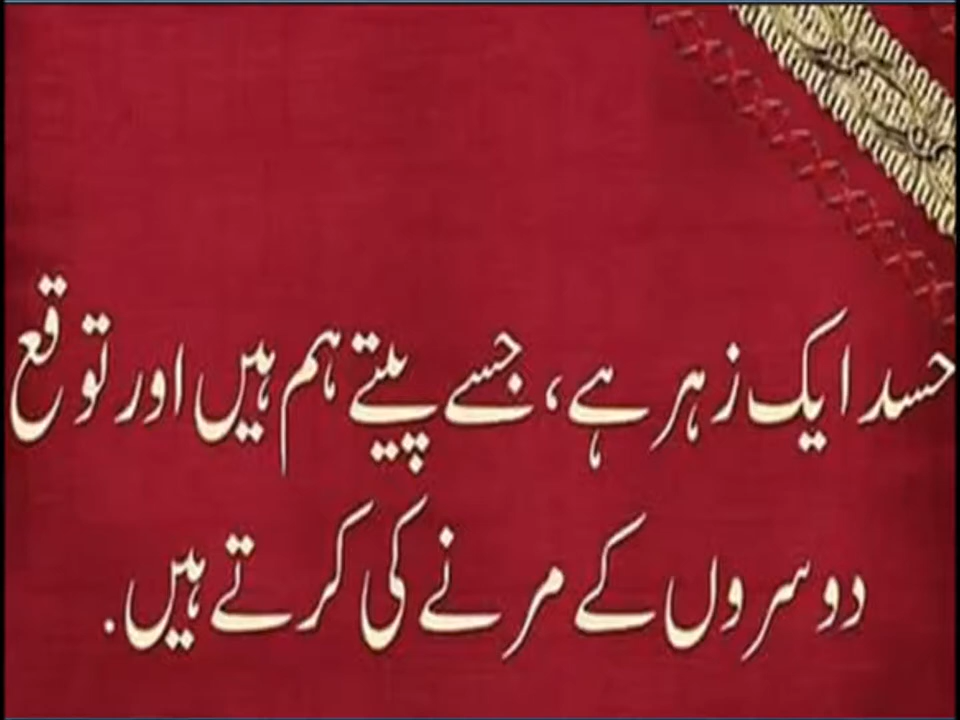 حسد ایک زہر ہے، جسے پیتے ہم ہیں اور توقع
دوسروں کے مرنے کی کرتے ہیں.